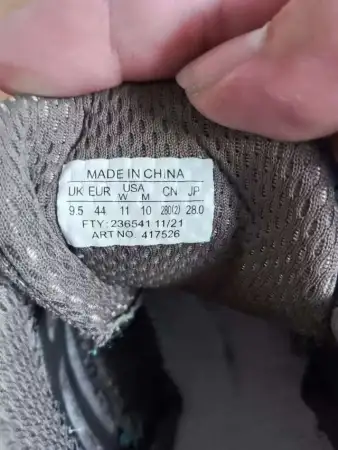 MADE IN CHINA
UK EUR USA CN JP
W M
9.5 44 11 10 280(2) 28.0
FTY: 236541 11/21
ART NO. 417526